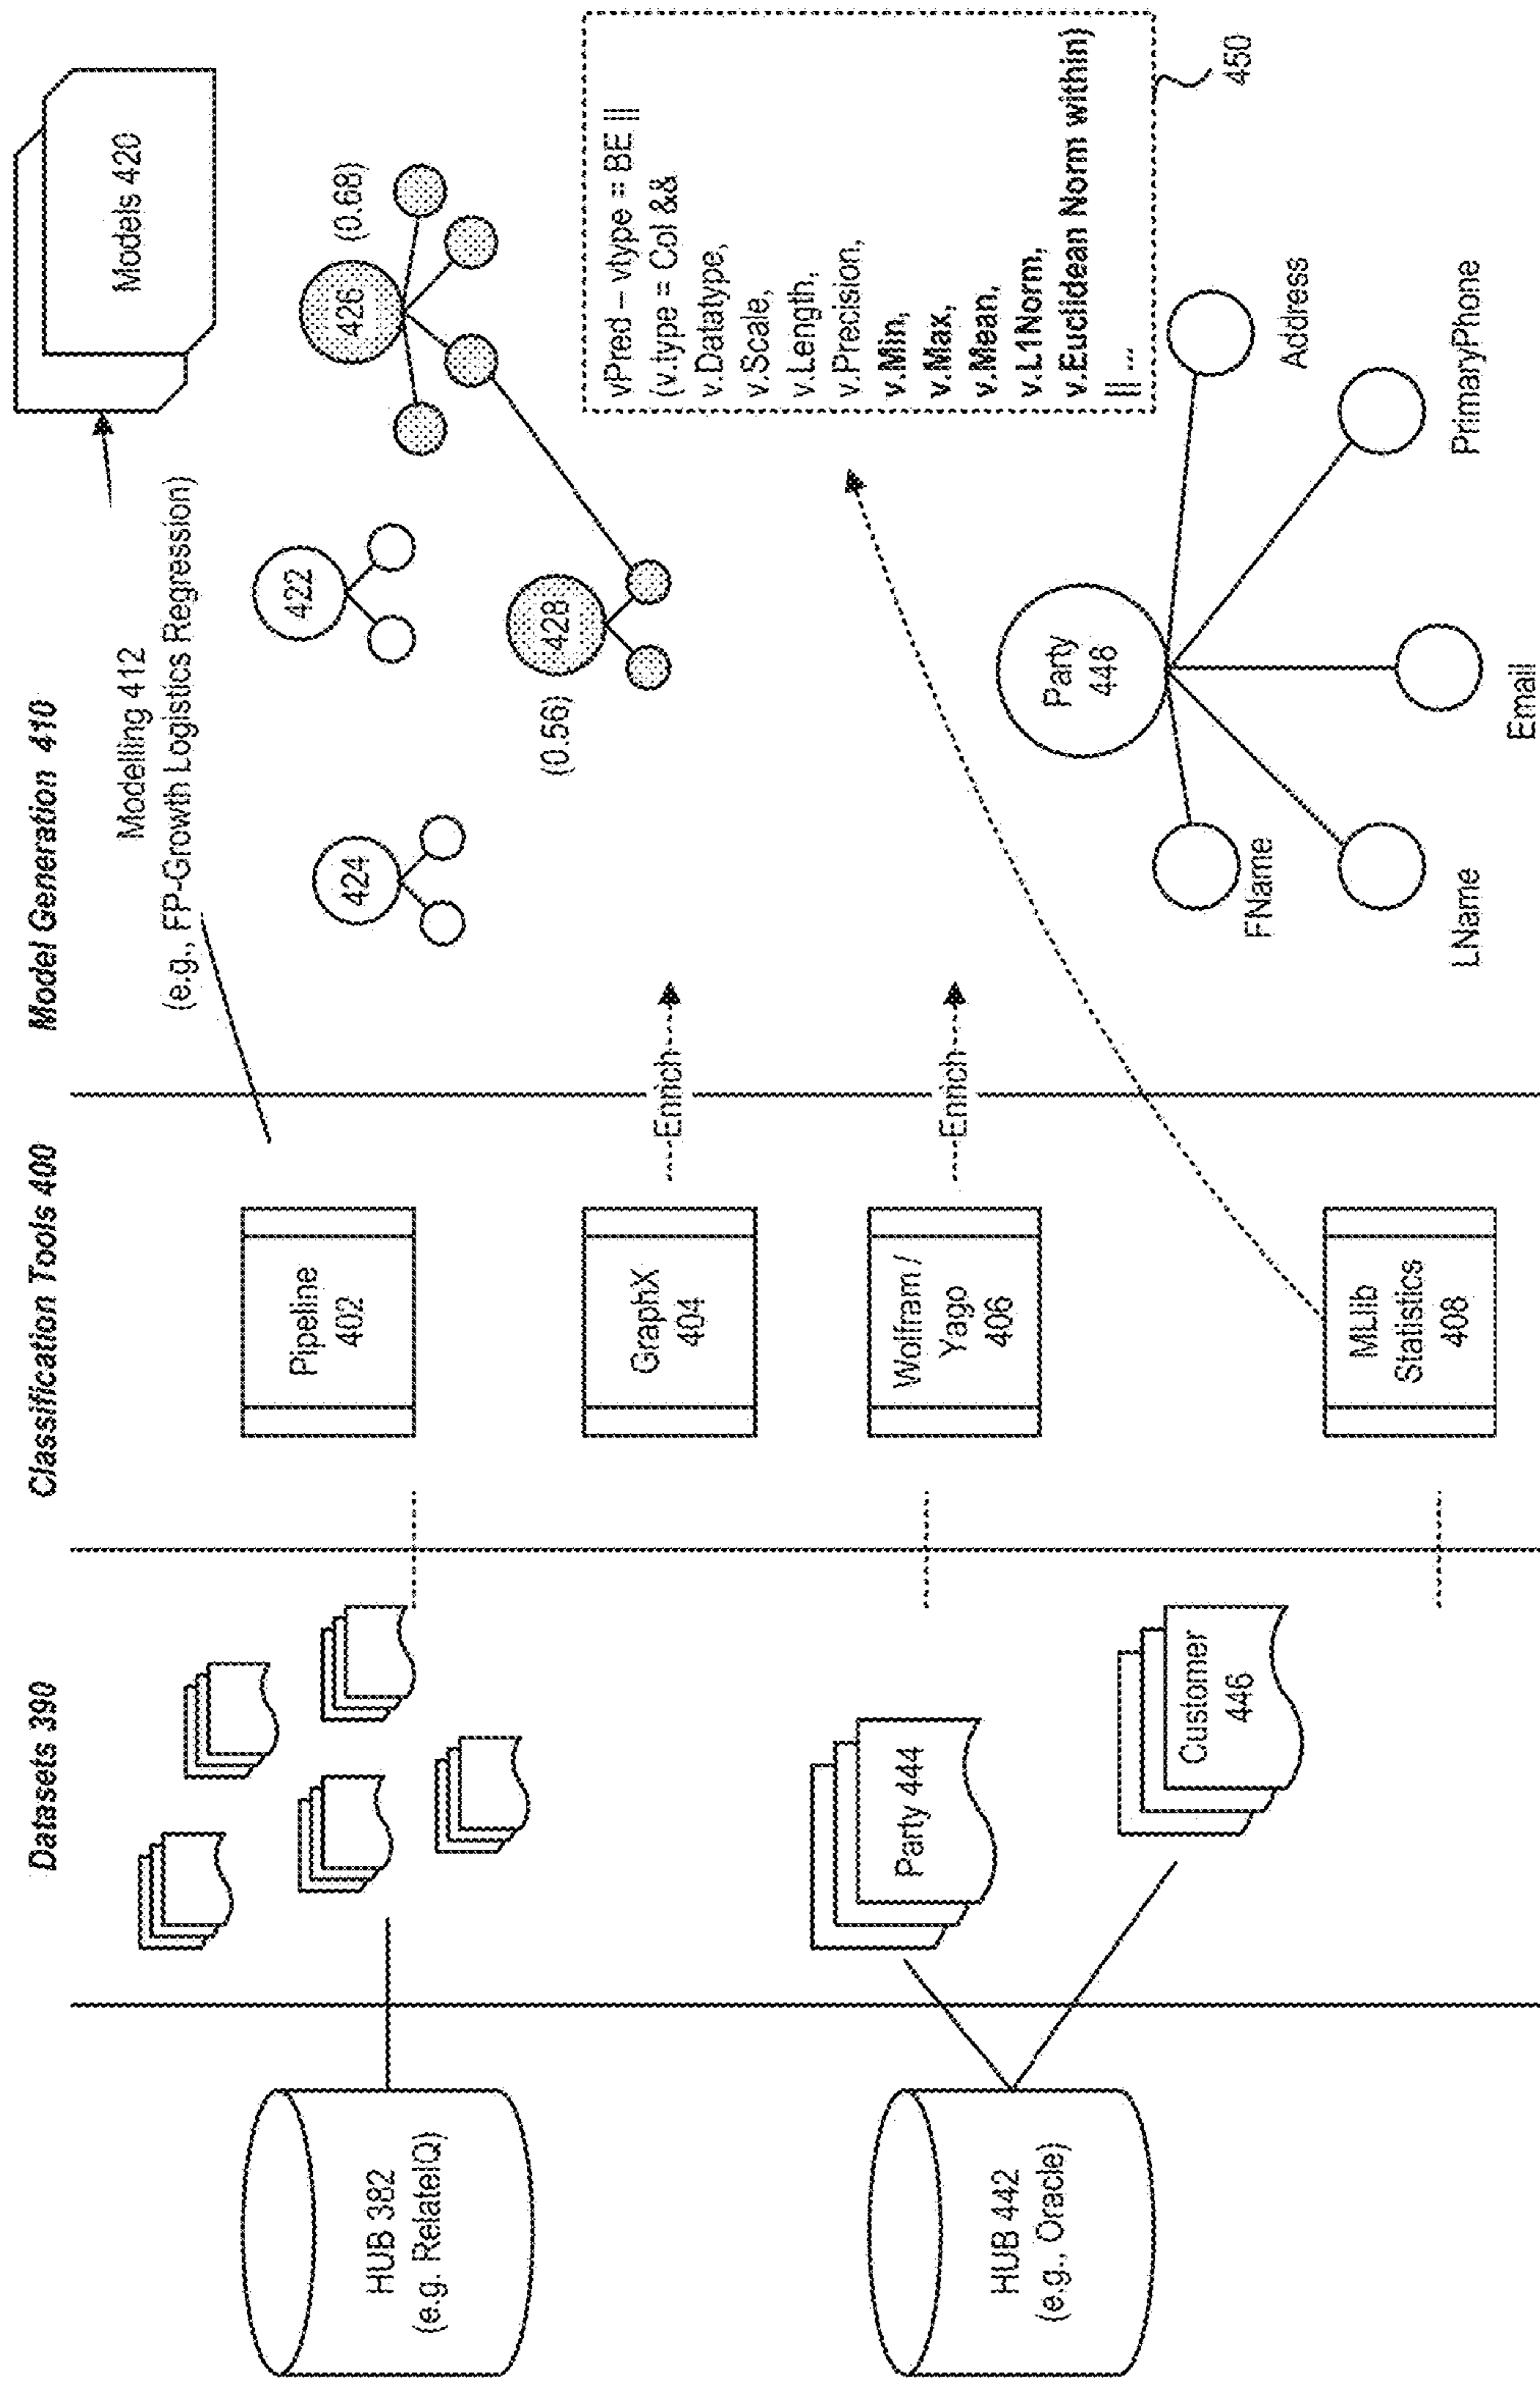 Datasets 390
Classification Tools 400
Model Generation 410
HUB 382
(e.g. RelateIQ)
HUB 442
(e.g., Oracle)
Party 444
Customer
446
Pipeline
402
GraphX
404
Wolfram /
Yago
406
MLlib
Statistics
408
Enrich
Enrich
Modelling 412
(e.g., FP-Growth Logistics Regression)
Models 420
424
422
426
(0.68)
428
(0.56)
vPred – vtype = BE ||
(v.type = Col &&
v.Datatype,
v.Scale,
v.Length,
v.Precision,
v.Min,
v.Max,
v.Mean,
v.L1Norm,
v.Euclidean Norm within)
|| ...
450
Party
446
FName
LName
Email
PrimaryPhone
Address